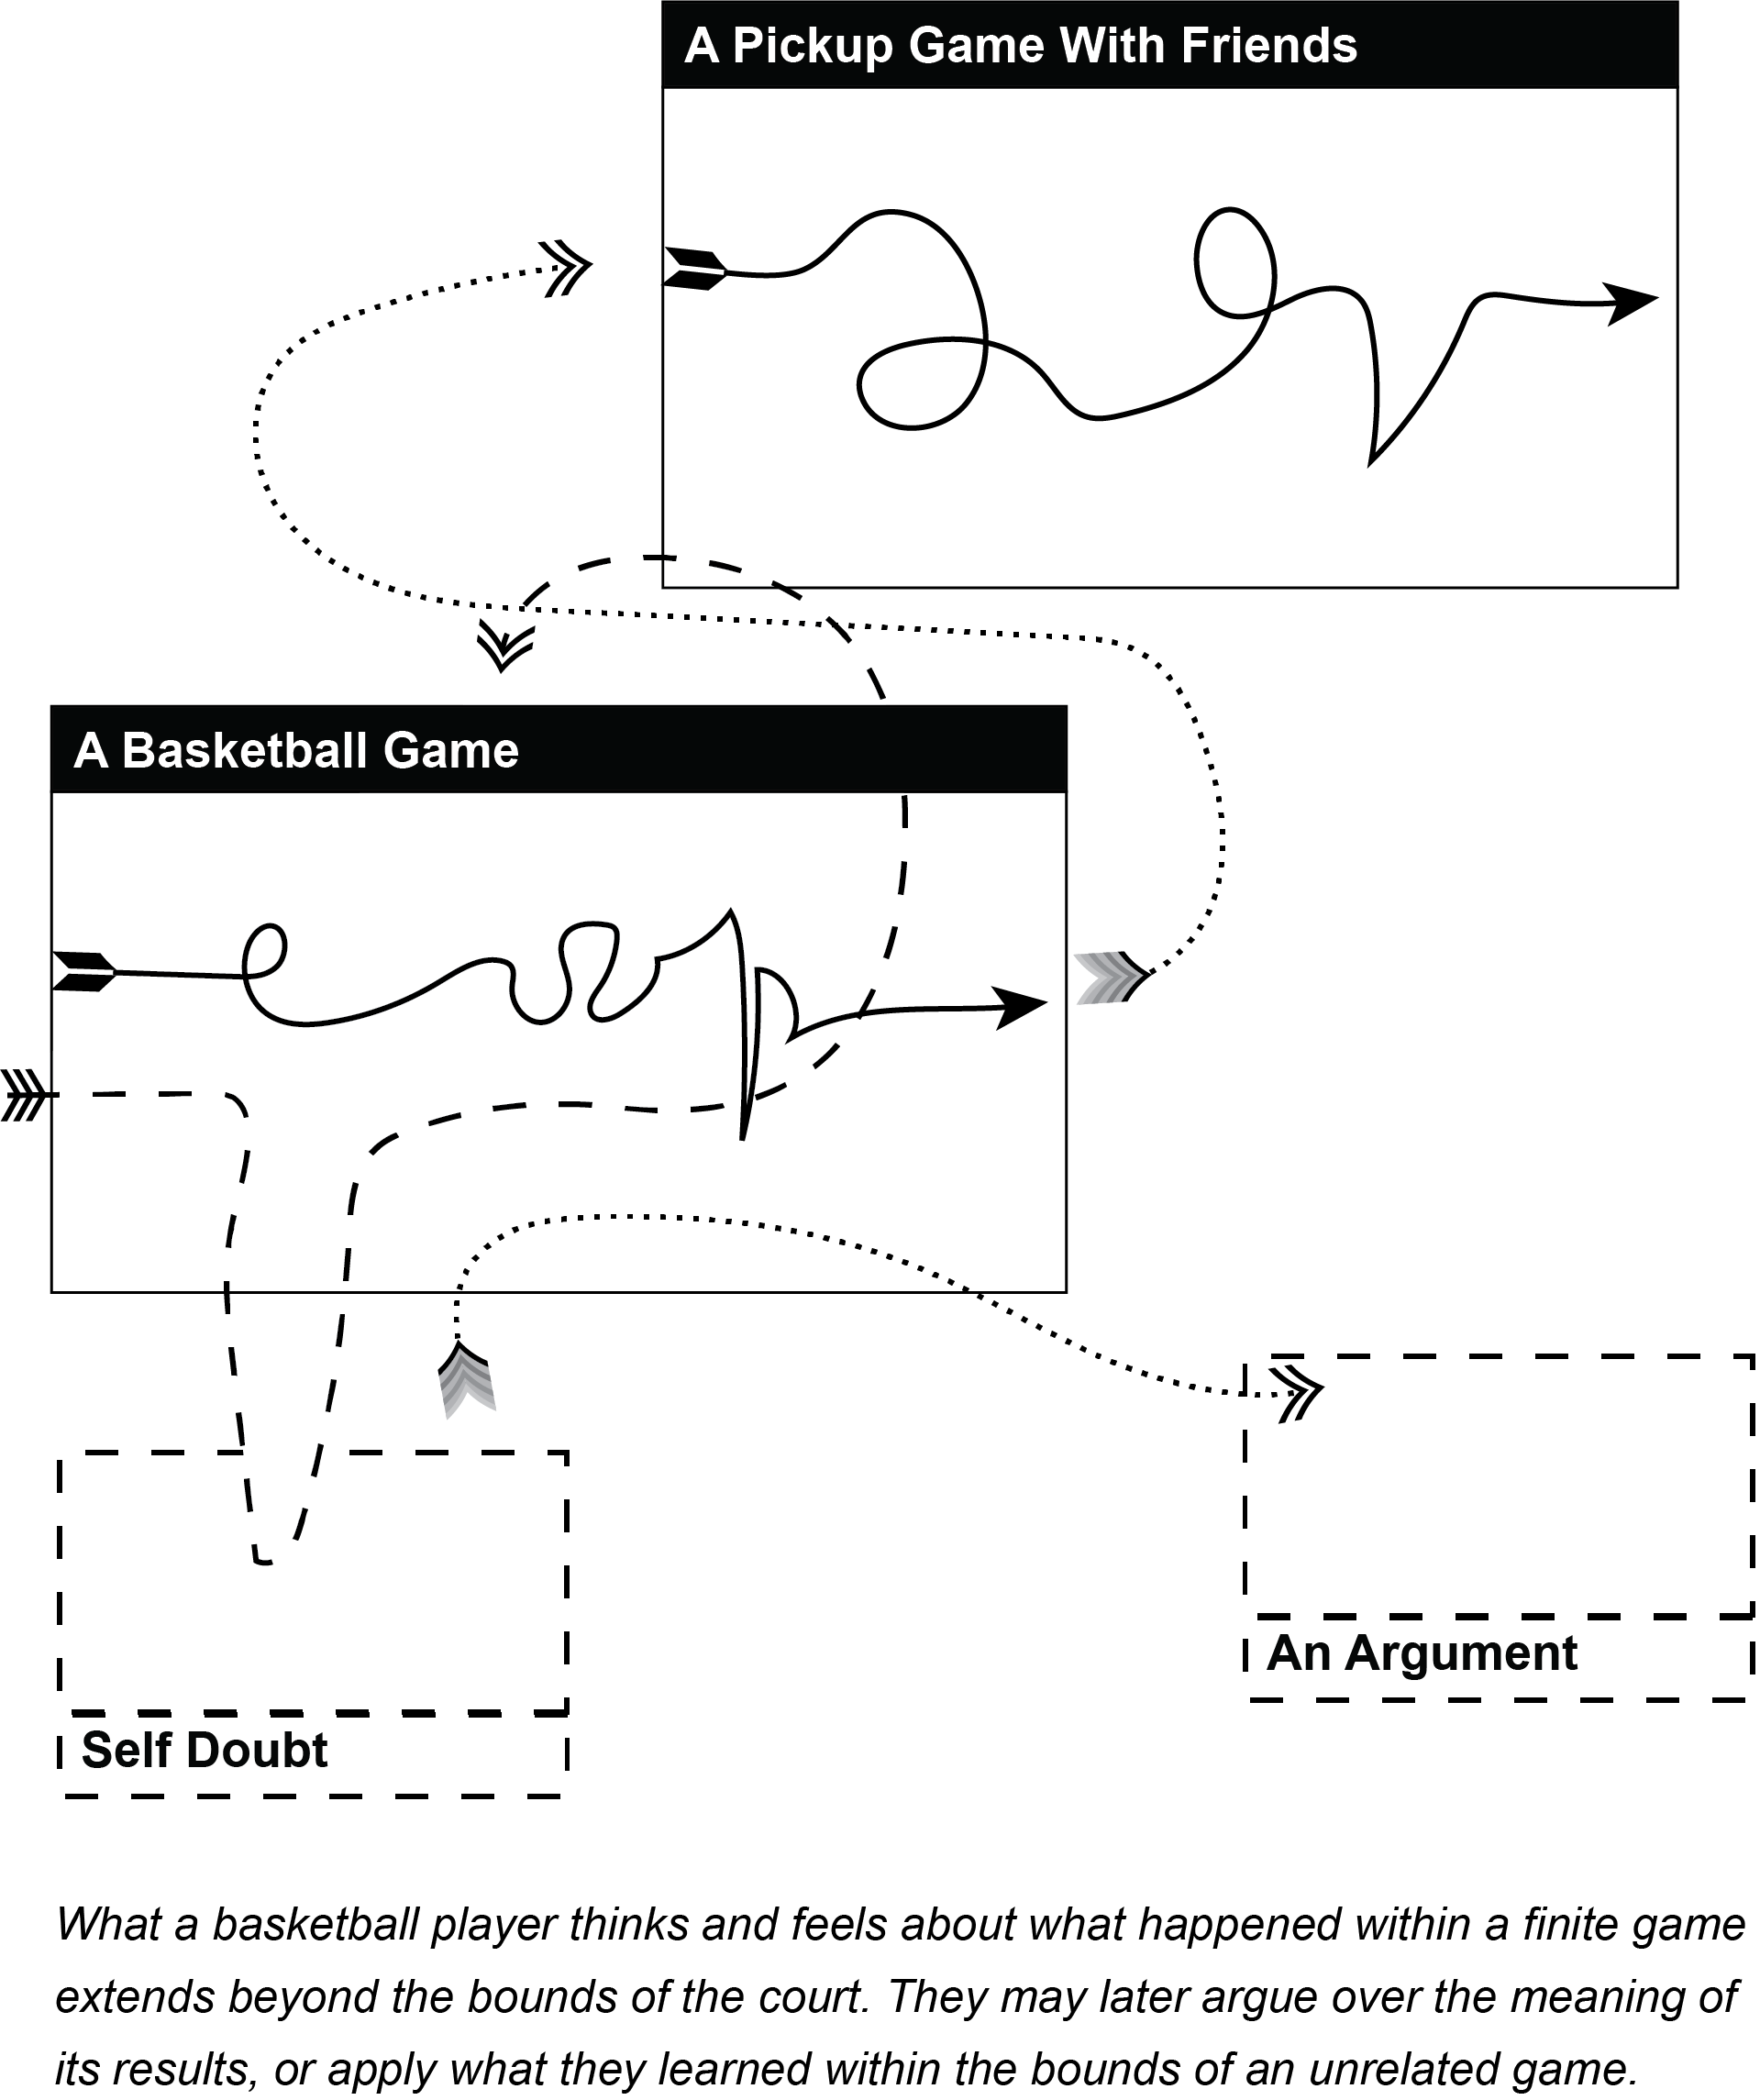 A Pickup Game With Friends
A Basketball Game
An Argument
Self Doubt
What a basketball player thinks and feels about what happened within a finite game
extends beyond the bounds of the court. They may later argue over the meaning of
its results, or apply what they learned within the bounds of an unrelated game.